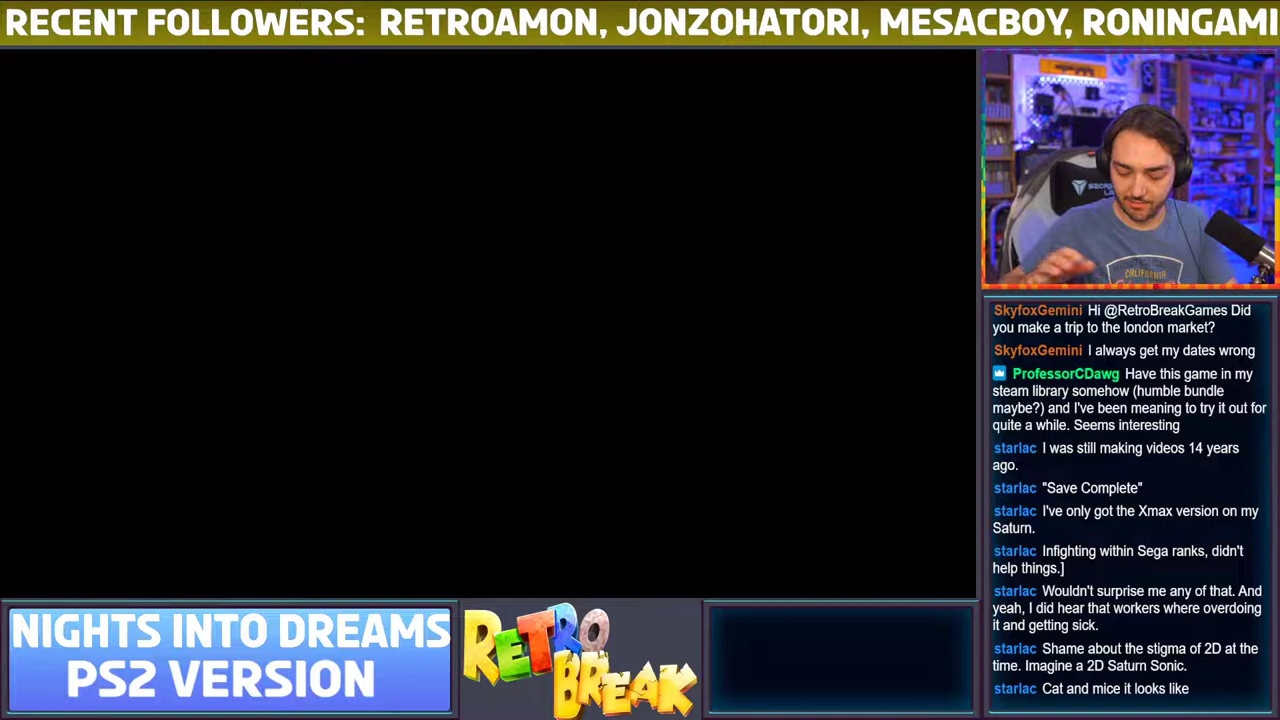 RECENT FOLLOWERS: RETROAMON, JONZOHATORI, MESACBOY, RONINGAMI
CALIFORNIA
SkyfoxGemini Hi @RetroBreakGames Did
you make a trip to the london market?
SkyfoxGemini I always get my dates wrong
ProfessorCDawg Have this game in my
steam library somehow (humble bundle
maybe?) and I've been meaning to try it out for
quite a while. Seems interesting
starlac I was still making videos 14 years
ago.
starlac "Save Complete"
starlac I've only got the Xmax version on my
Saturn.
starlac Infighting within Sega ranks, didn't
help things.]
starlac Wouldn't surprise me any of that. And
yeah, I did hear that workers where overdoing
it and getting sick.
starlac Shame about the stigma of 2D at the
time. Imagine a 2D Saturn Sonic.
starlac Cat and mice it looks like
NIGHTS INTO DREAMS
PS2 VERSION
RETRO
BREAK